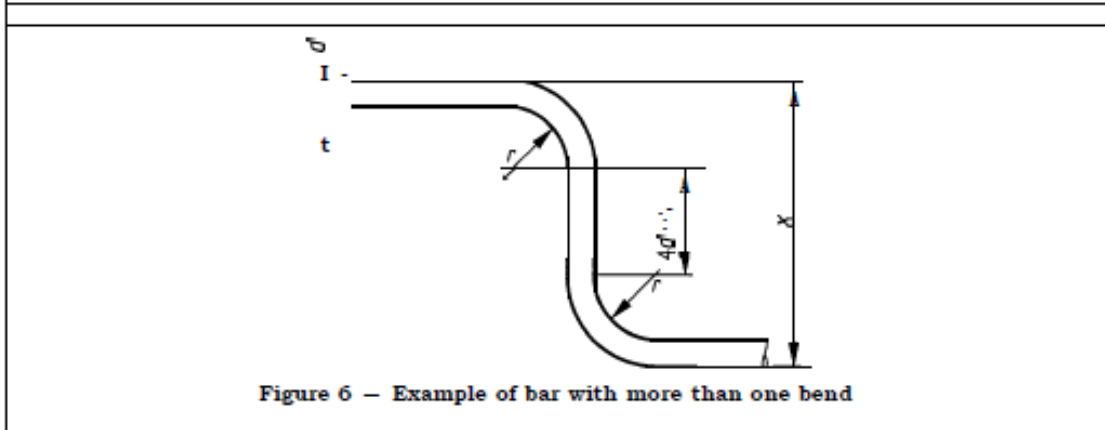 d
I -
t
r
4d
r
x
Figure 6 – Example of bar with more than one bend